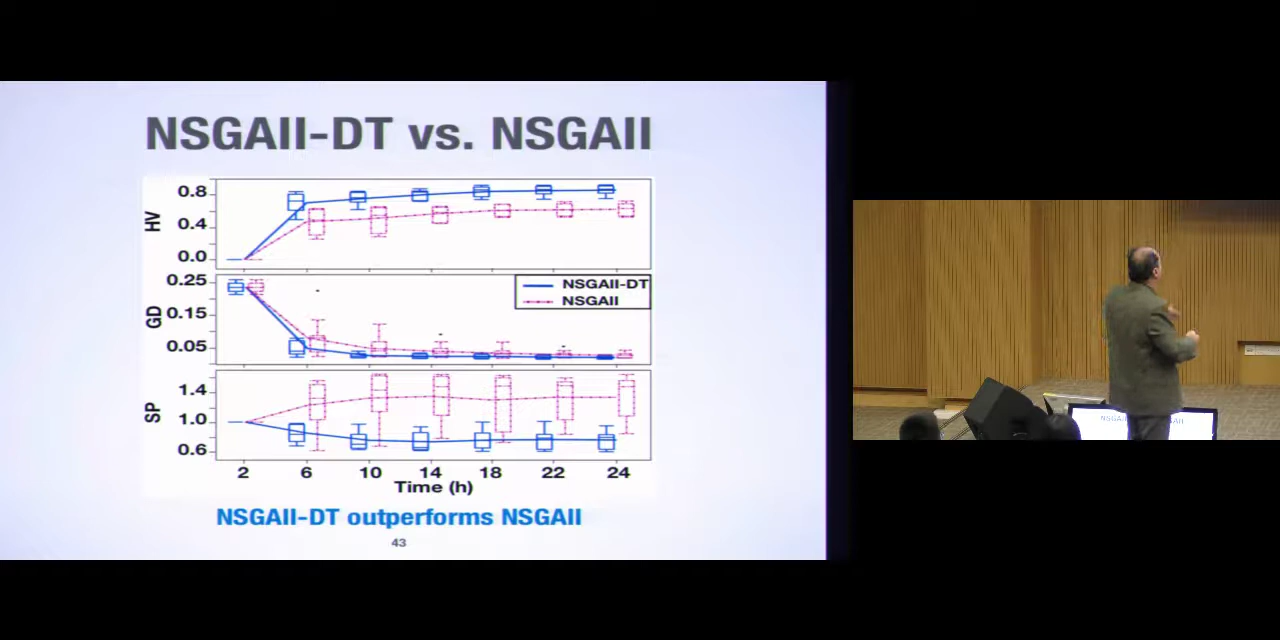 NSGAII-DT vs. NSGAII
HV
0.8
0.4
0.0
GD
0.25
0.15
0.05
NSGAII-DT
NSGAII
SP
1.4
1.0
0.6
2 6 10 14 18 22 24
Time (h)
NSGAII-DT outperforms NSGAII
43